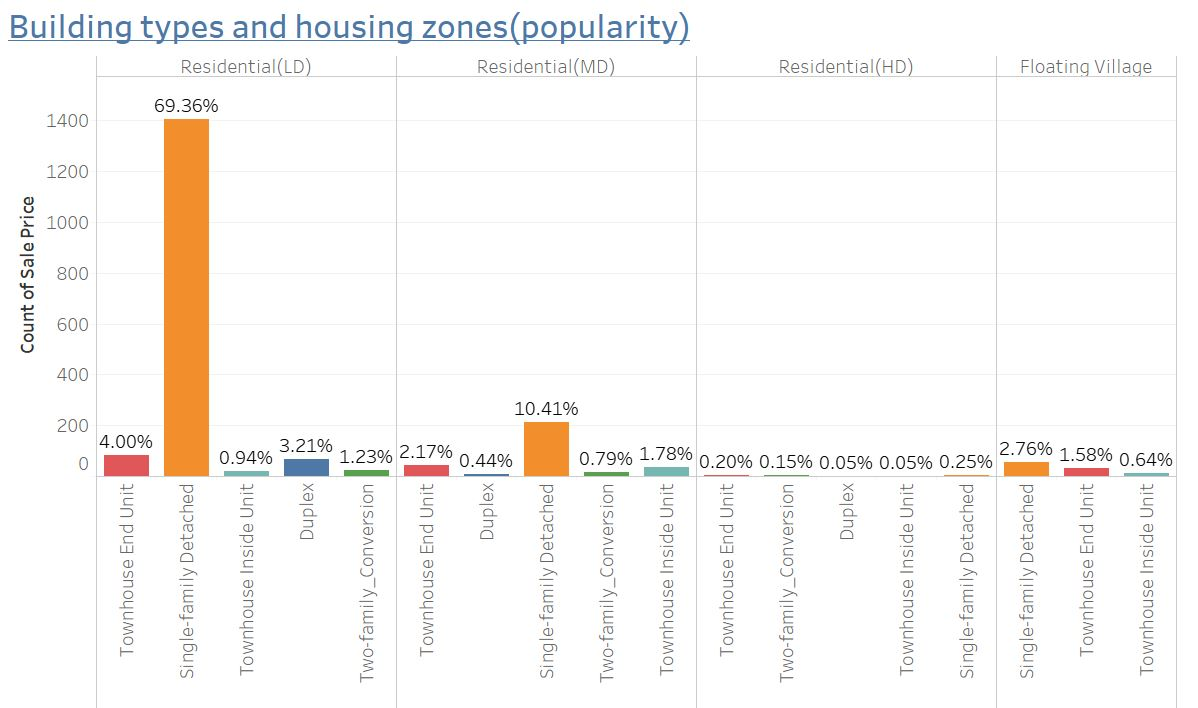 Building types and housing zones(popularity)
Residential(LD) Residential(MD) Residential(HD) Floating Village
Count of Sale Price
1400
1200
1000
800
600
400
200
0
4.00% 69.36% 0.94% 3.21% 1.23% 2.17% 0.44% 10.41% 0.79% 1.78% 0.20% 0.15% 0.05% 0.05% 0.25% 2.76% 1.58% 0.64%
Townhouse End Unit
Single-family Detached
Townhouse Inside Unit
Duplex
Two-family_Conversion
Townhouse End Unit
Duplex
Single-family Detached
Two-family_Conversion
Townhouse Inside Unit
Townhouse End Unit
Two-family_Conversion
Duplex
Townhouse Inside Unit
Single-family Detached
Single-family Detached
Townhouse End Unit
Townhouse Inside Unit